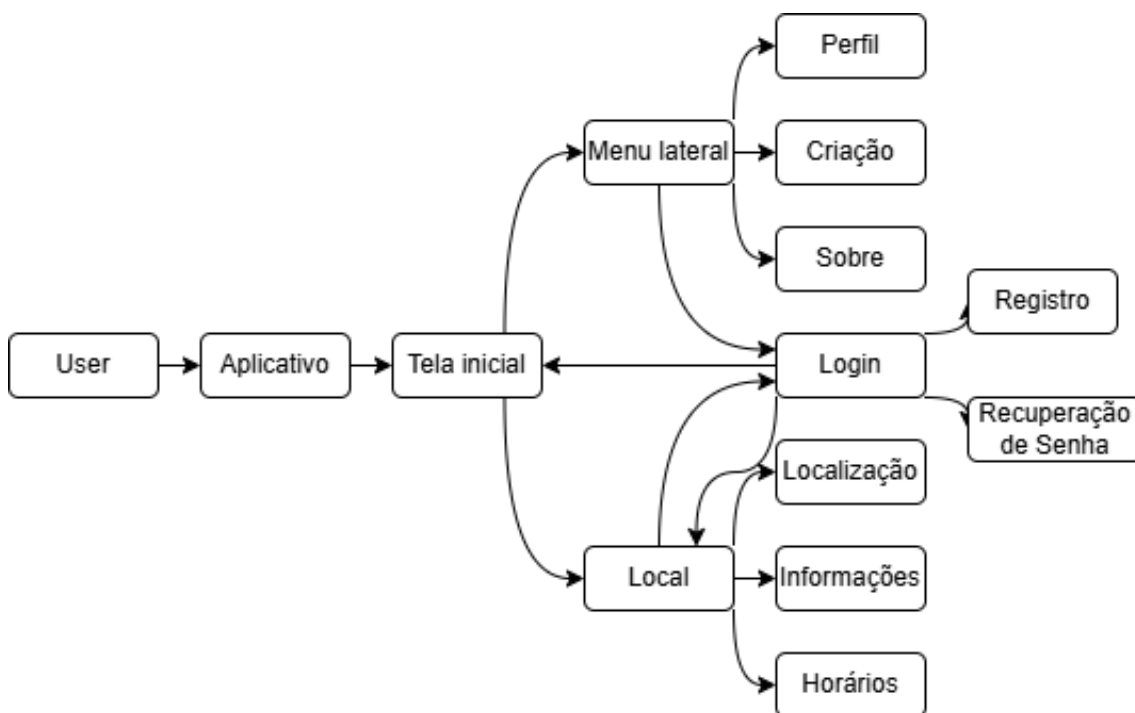 Perfil
Menu lateral
Criação
Sobre
Registro
User
Aplicativo
Tela inicial
Login
Recuperação
de Senha
Localização
Local
Informações
Horários